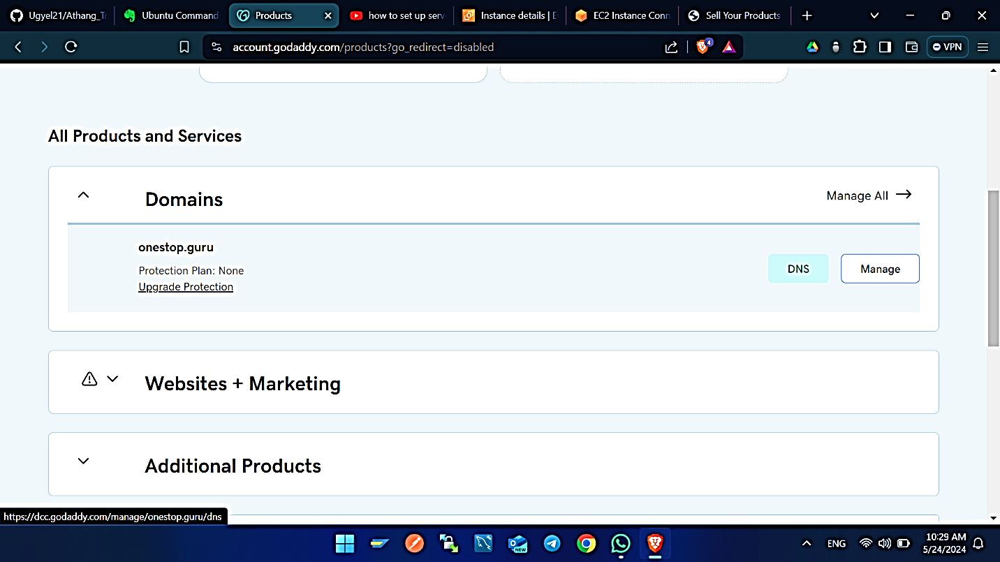 Ugyel21/Athang_Tr
Ubuntu Command
Products
how to set up serv
Instance details | E
EC2 Instance Conn
Sell Your Products
account.godaddy.com/products?go_redirect=disabled
4
VPN
All Products and Services
Domains
Manage All
onestop.guru
Protection Plan: None
Upgrade Protection
DNS
Manage
Websites + Marketing
Additional Products
https://dcc.godaddy.com/manage/onestop.guru/dns
NEW
ENG
10:29 AM
5/24/2024